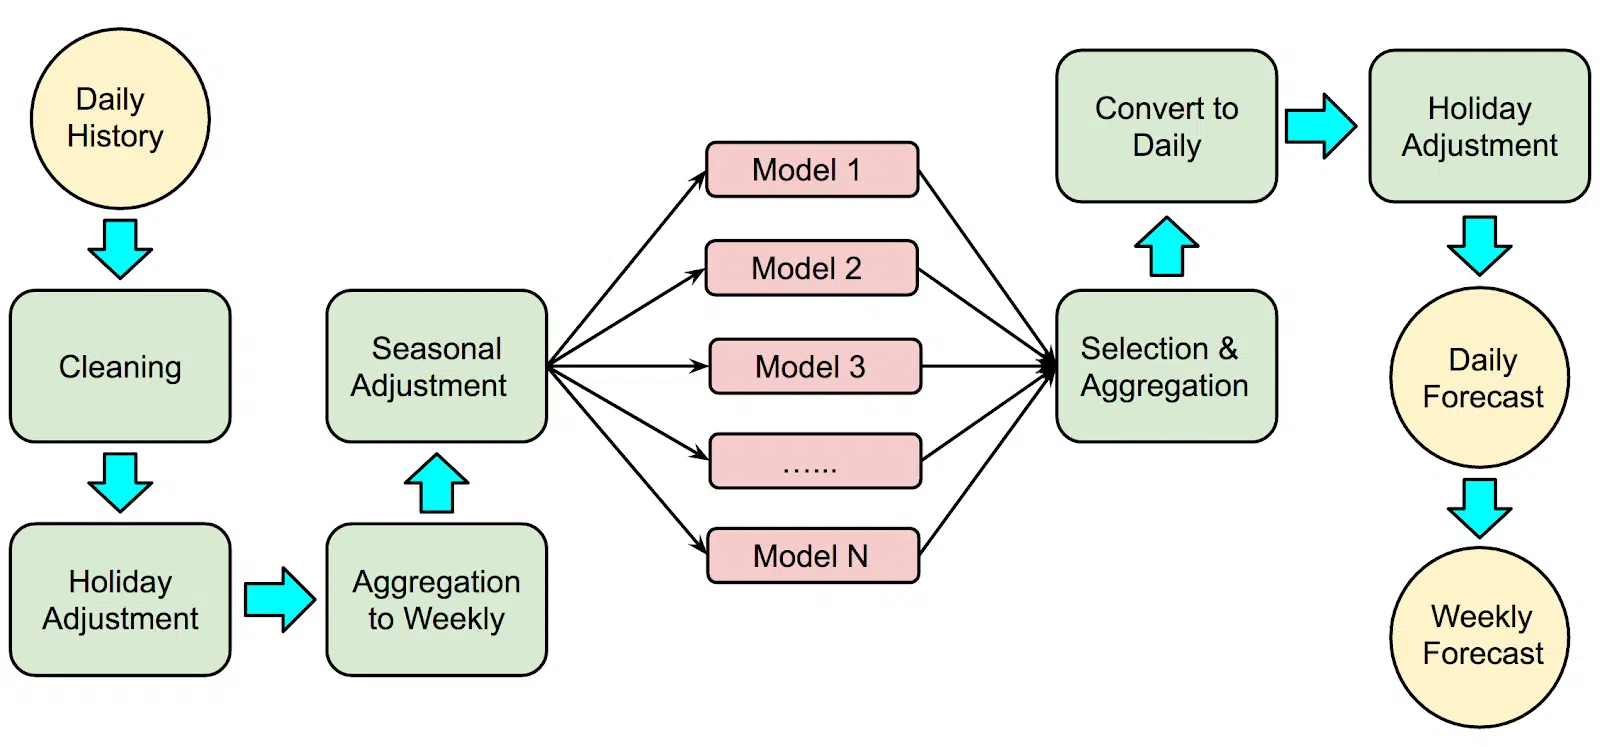 Daily
History
Cleaning
Holiday
Adjustment
Aggregation
to Weekly
Seasonal
Adjustment
Model 1
Model 2
Model 3
…...
Model N
Selection &
Aggregation
Convert to
Daily
Holiday
Adjustment
Daily
Forecast
Weekly
Forecast